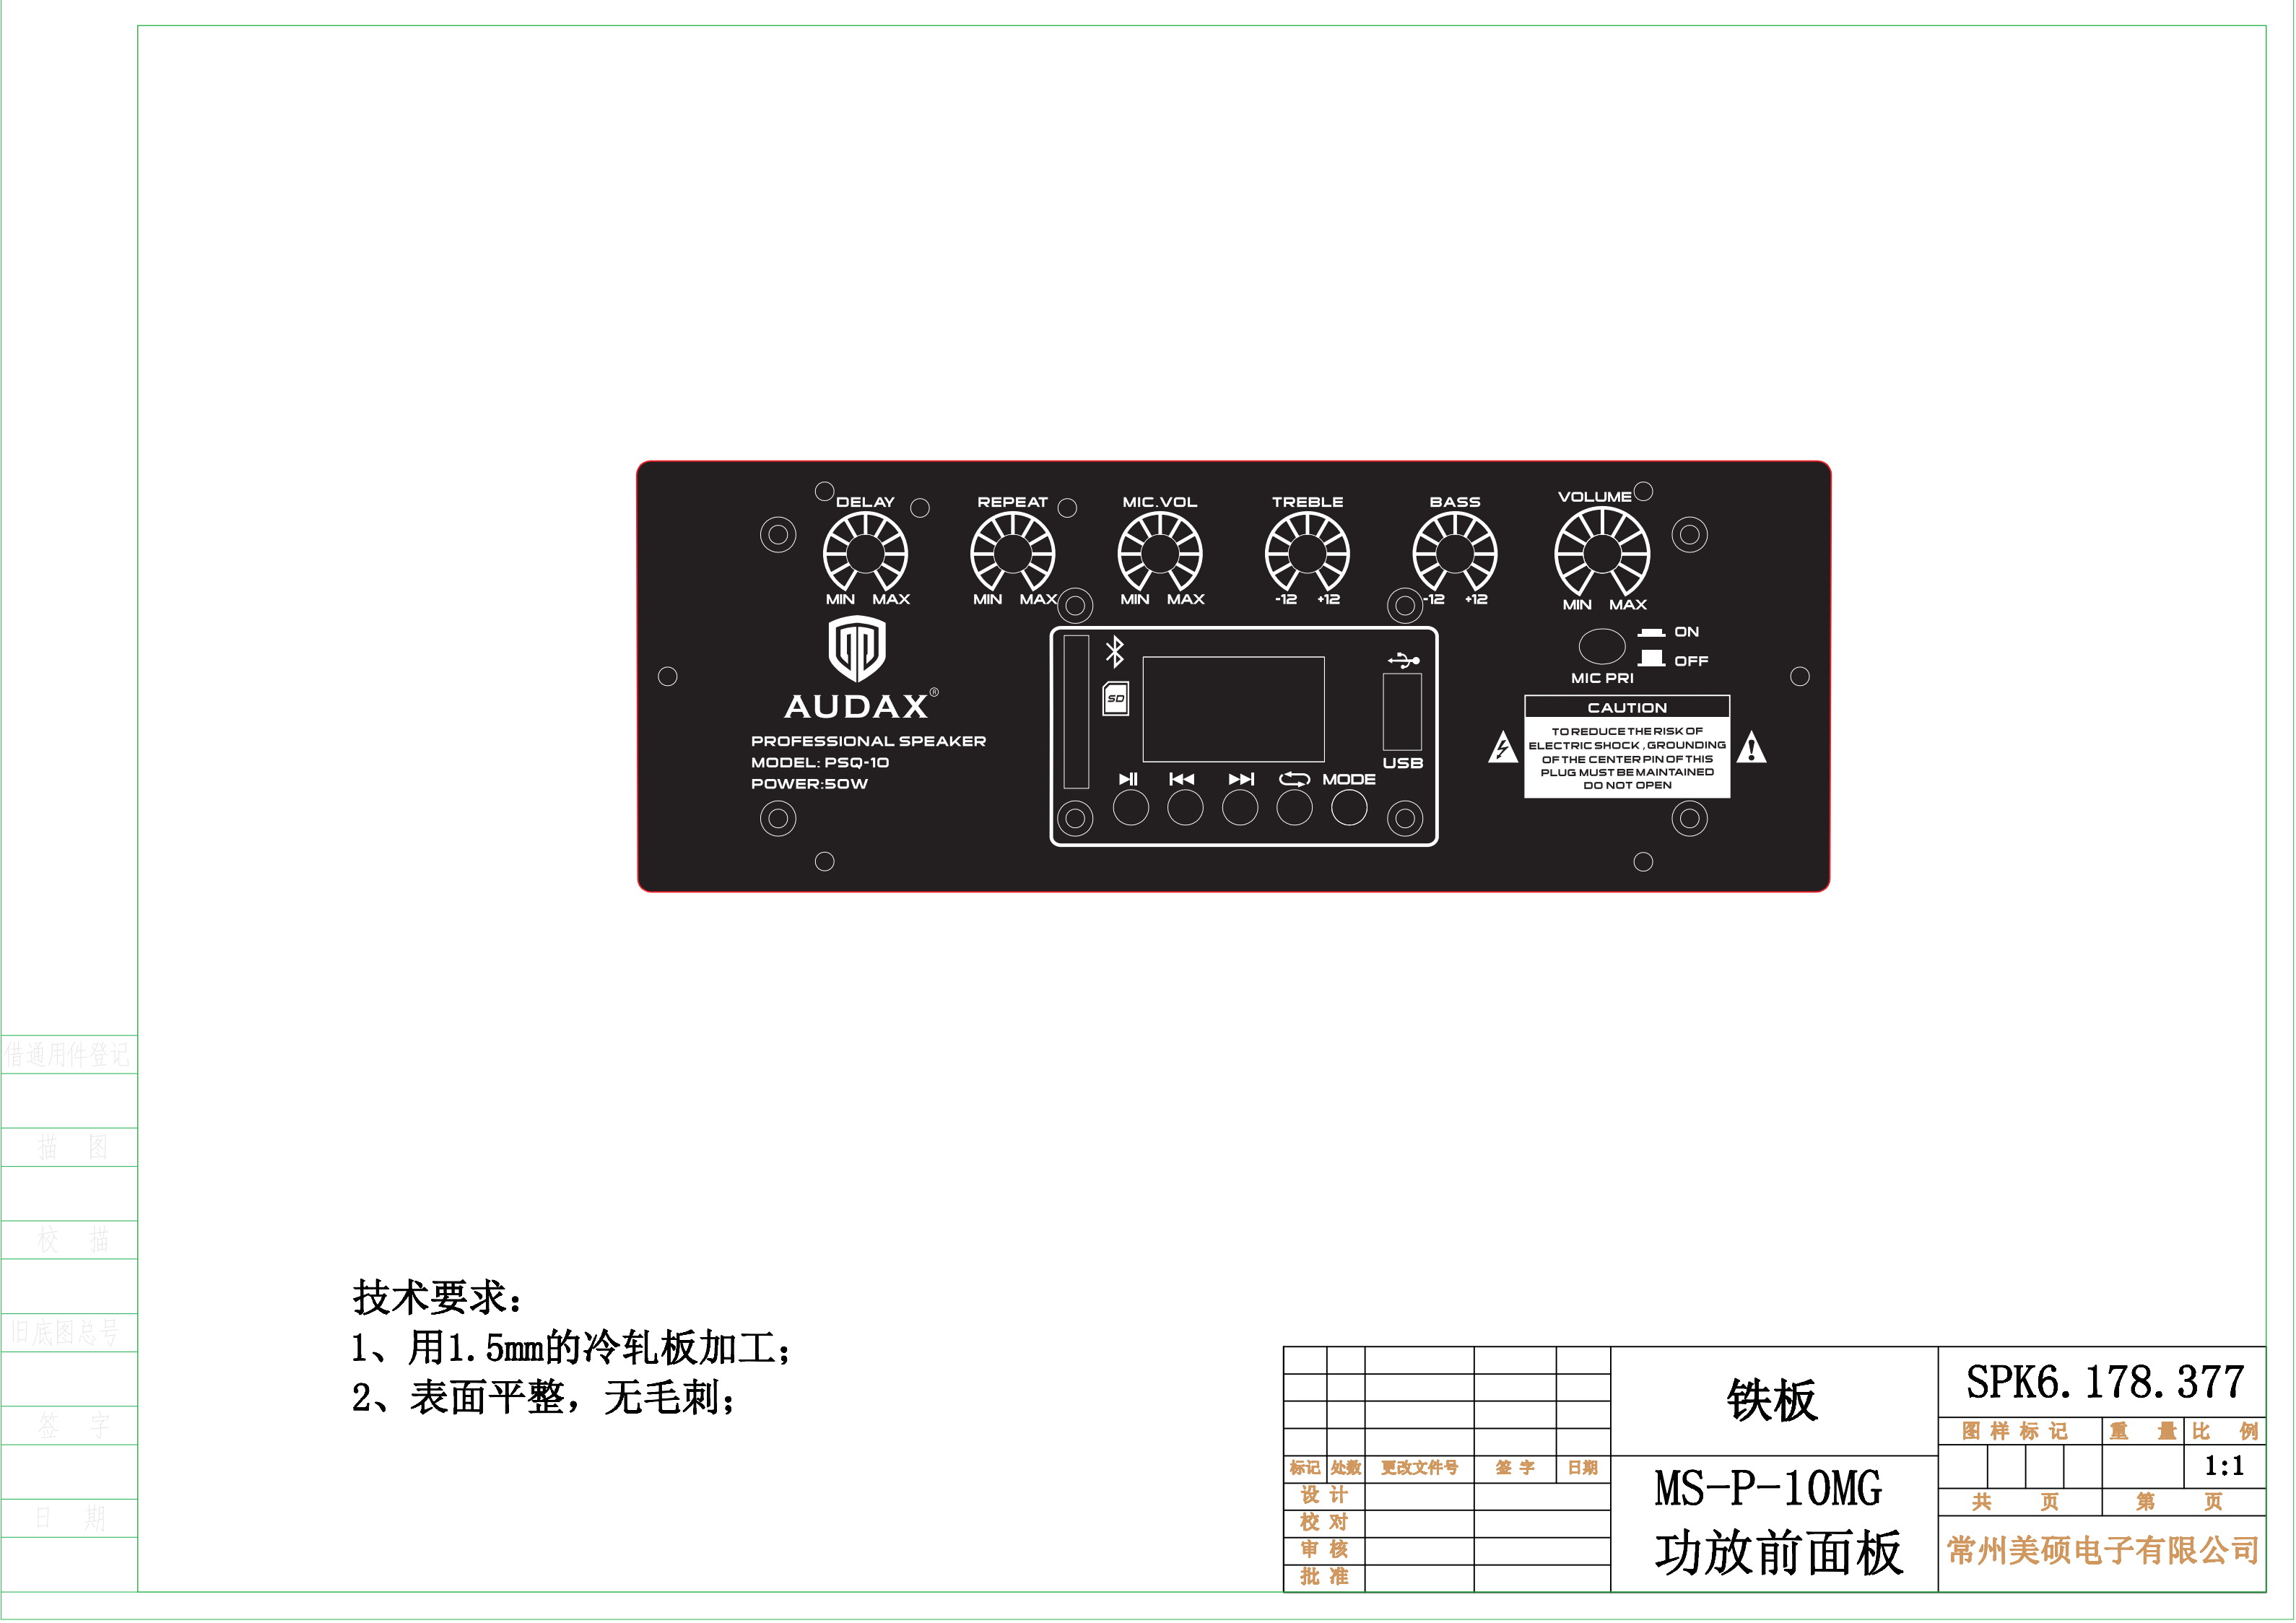 DELAY REPEAT MIC.VOL TREBLE BASS VOLUME
MIN MAX MIN MAX MIN MAX -12 +12 -12 +12 MIN MAX
ON
OFF
MIC PRI
SD
AUDAX®
PROFESSIONAL SPEAKER
MODEL: PSQ-10
POWER:50W
USB
MODE
CAUTION
TO REDUCE THE RISK OF
ELECTRIC SHOCK , GROUNDING
OF THE CENTER PIN OF THIS
PLUG MUST BE MAINTAINED
DO NOT OPEN
借通用件登记
描 图
校 描
旧底图总号
签 字
日 期
技术要求：
1、用1.5mm的冷轧板加工；
2、表面平整，无毛刺；
标记 处数 更改文件号 签 字 日期
设 计
校 对
审 核
批 准
铁板
MS-P-10MG
功放前面板
SPK6.178.377
图 样 标 记 重 量 比 例
1:1
共 页 第 页
常州美硕电子有限公司